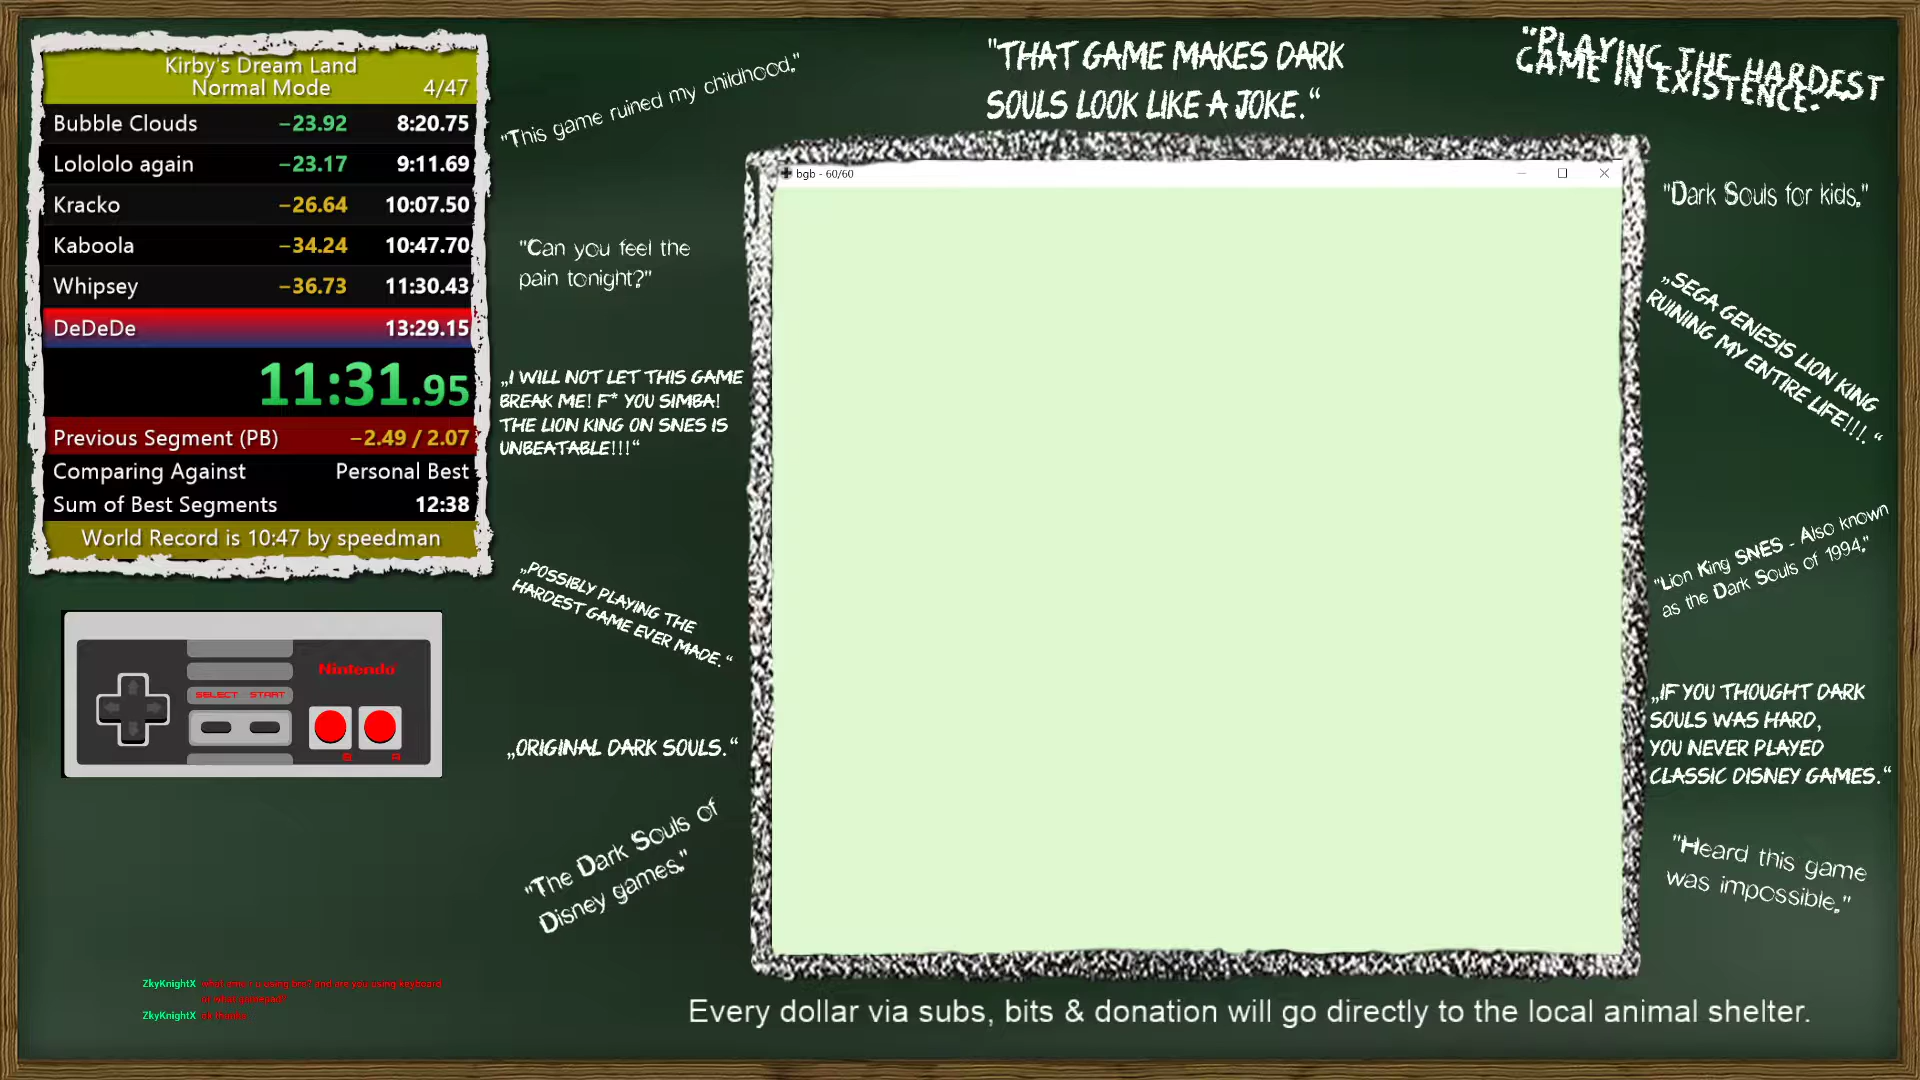 Kirby's Dream Land
Normal Mode 4/47
Bubble Clouds −23.92 8:20.75
Lolololo again −23.17 9:11.69
Kracko −26.64 10:07.50
Kaboola −34.24 10:47.70
Whipsey −36.73 11:30.43
DeDeDe 13:29.15
11:31.95
Previous Segment (PB) −2.49 / 2.07
Comparing Against Personal Best
Sum of Best Segments 12:38
World Record is 10:47 by speedman
Nintendo
SELECT START
B A
ZkyKnightX
ZkyKnightX ok thanks
"This game ruined my childhood."
"Can you feel the
pain tonight?"
„I WILL NOT LET THIS GAME
BREAK ME! F* YOU SIMBA!
THE LION KING ON SNES IS
UNBEATABLE!!!“
„POSSIBLY PLAYING THE
HARDEST GAME EVER MADE.“
„ORIGINAL DARK SOULS.“
"The Dark Souls of
Disney games."
"THAT GAME MAKES DARK
SOULS LOOK LIKE A JOKE.“
bgb - 60/60
"PLAYING THE HARDEST
GAME IN EXISTENCE.“
"Dark Souls for kids."
„SEGA GENESIS LION KING
RUINING MY ENTIRE LIFE!!!.“
"Lion King SNES - Also known
as the Dark Souls of 1994."
„IF YOU THOUGHT DARK
SOULS WAS HARD,
YOU NEVER PLAYED
CLASSIC DISNEY GAMES.“
"Heard this game
was impossible."
Every dollar via subs, bits & donation will go directly to the local animal shelter.